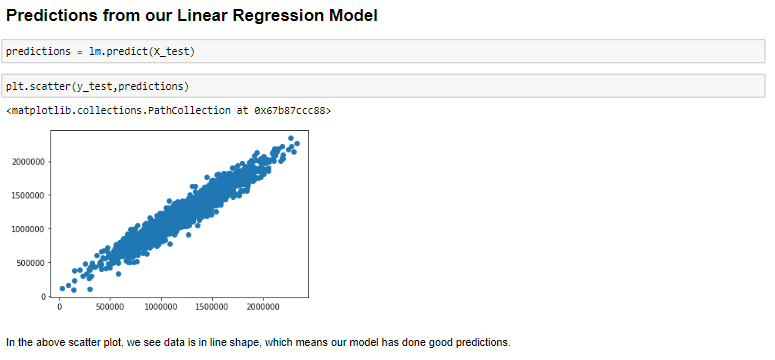 Predictions from our Linear Regression Model
predictions = lm.predict(X_test)
plt.scatter(y_test,predictions)
<matplotlib.collections.PathCollection at 0x67b87ccc88>
2000000
1500000
1000000
500000
0
0 500000 1000000 1500000 2000000
In the above scatter plot, we see data is in line shape, which means our model has done good predictions.